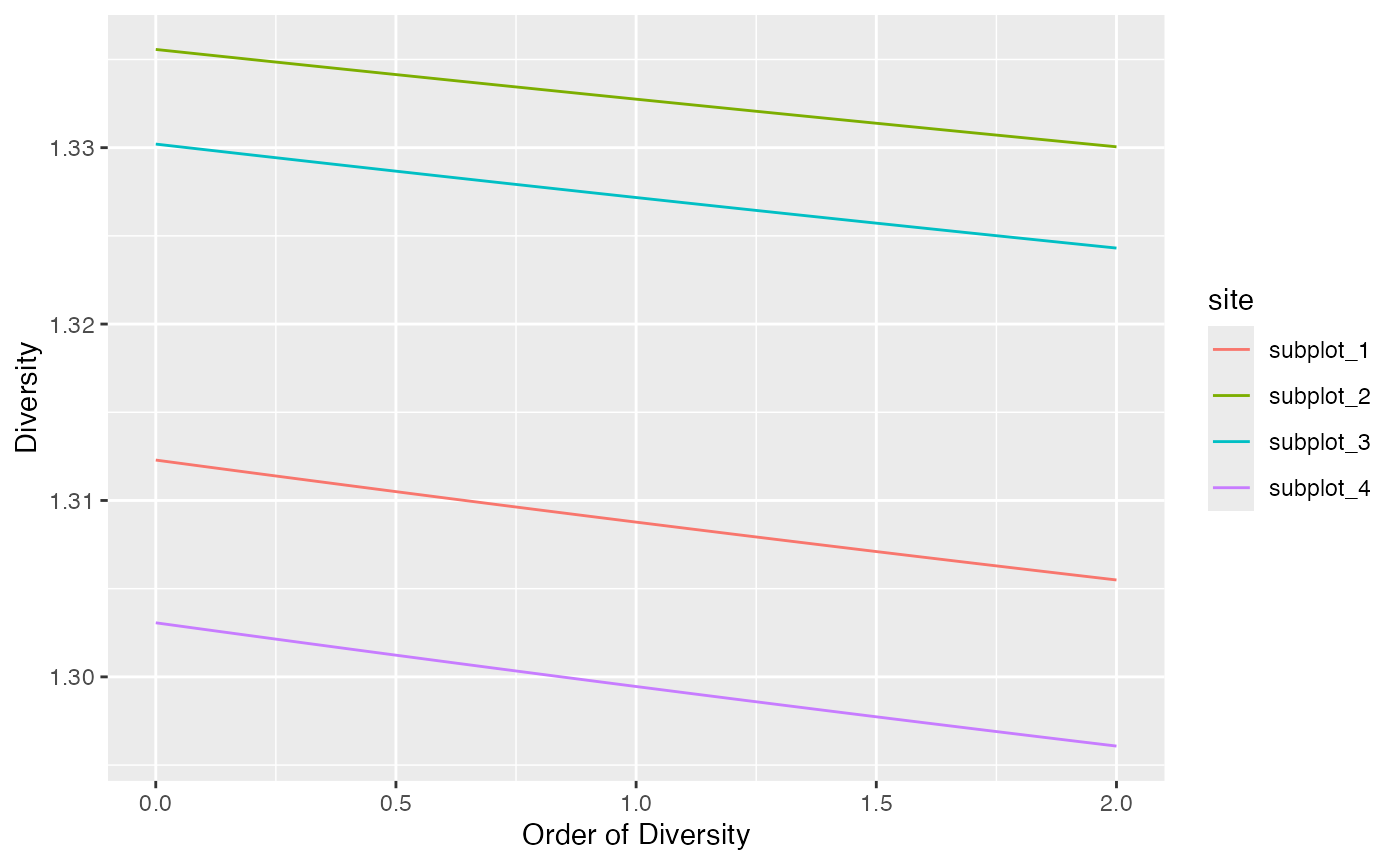 Diversity
1.33
1.32
1.31
1.30
0.0 0.5 1.0 1.5 2.0
Order of Diversity
site
subplot_1
subplot_2
subplot_3
subplot_4